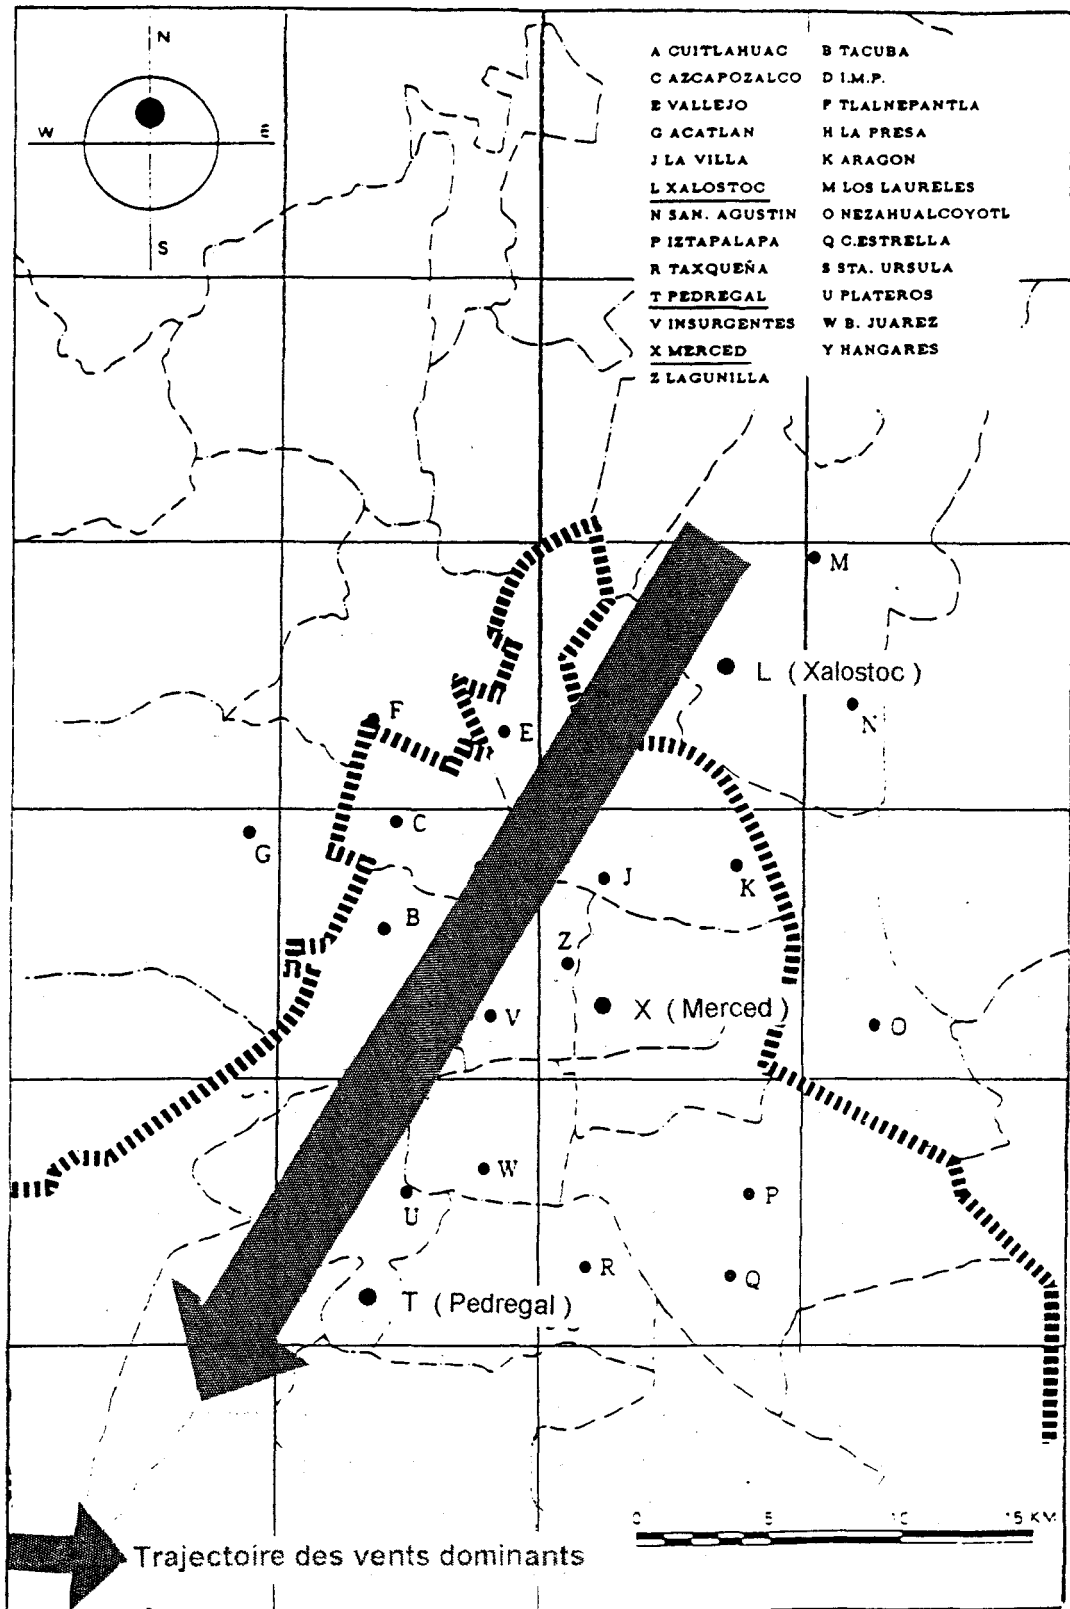 N
W E
S
A CUITLAHUAC B TACUBA
C AZCAPOZALCO D I.M.P.
E VALLEJO F TLALNEPANTLA
G ACATLAN H LA PRESA
J LA VILLA K ARAGON
L XALOSTOC M LOS LAURELES
N SAN. AGUSTIN O NEZAHUALCOYOTL
P IZTAPALAPA Q C.ESTRELLA
R TAXQUEÑA S STA. URSULA
T PEDREGAL U PLATEROS
V INSURGENTES W B. JUAREZ
X MERCED Y HANGARES
Z LAGUNILLA
M
L ( Xalostoc )
N
F
E
C
G
J
K
B
Z
X ( Merced )
V
O
W
P
U
R
Q
T ( Pedregal )
0 5 10 15 KM.
Trajectoire des vents dominants